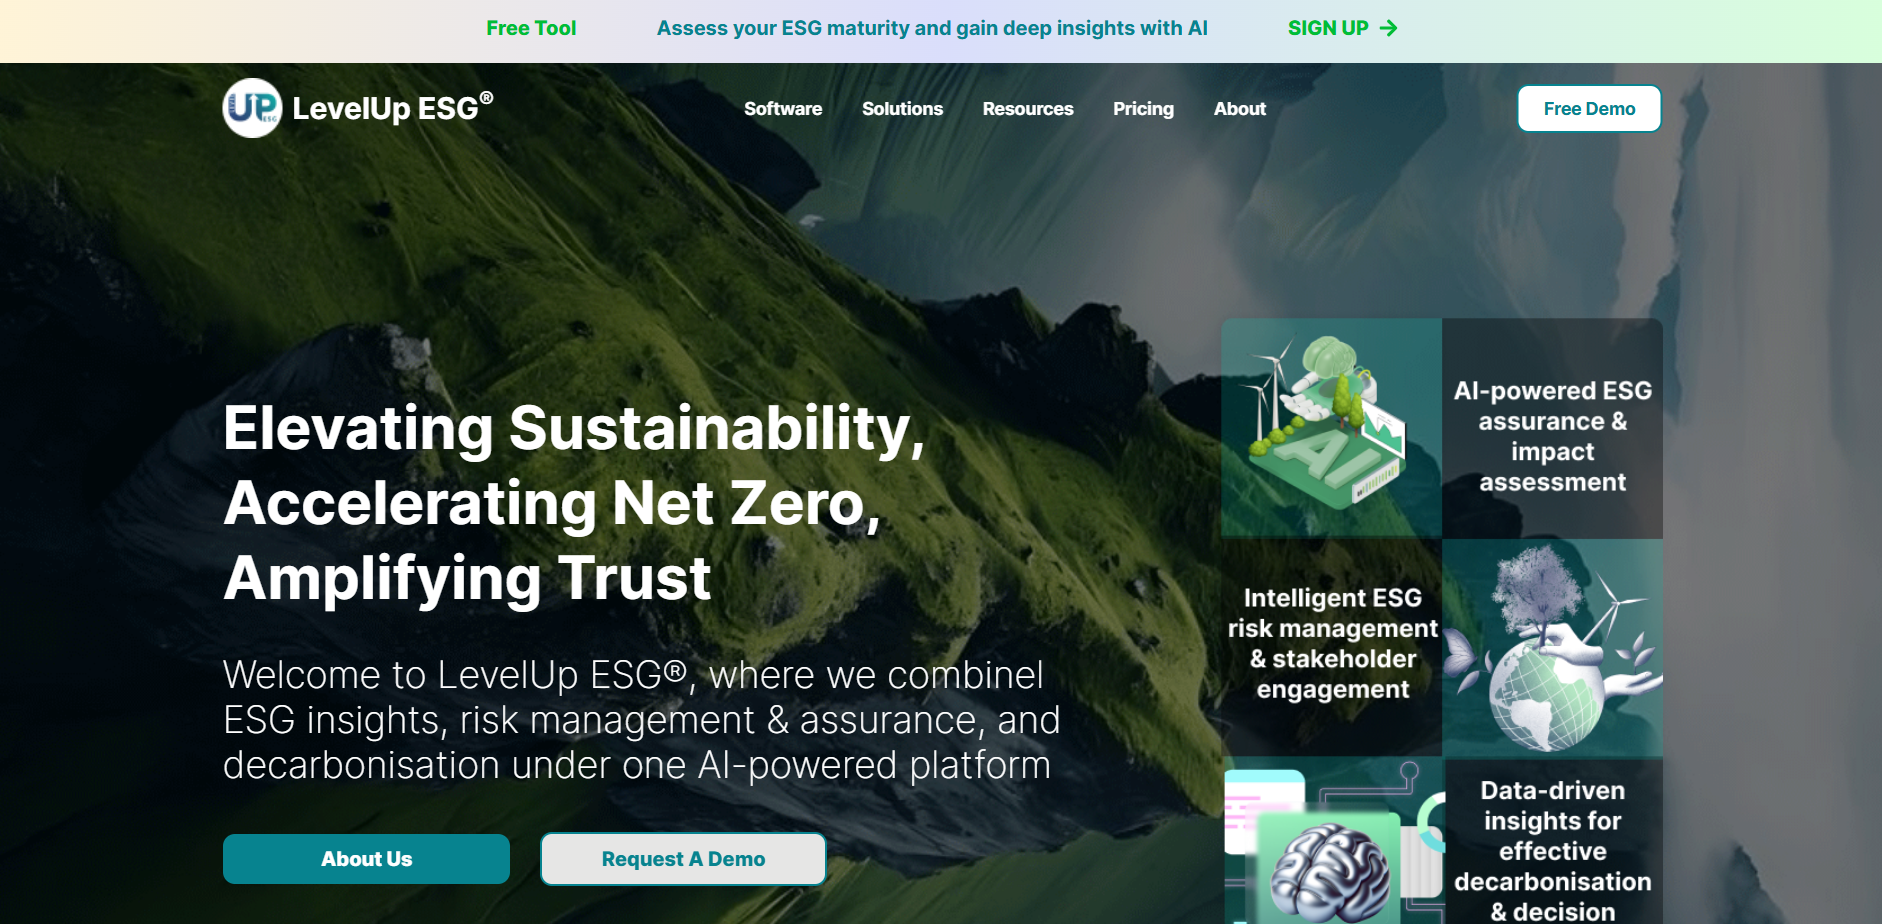 Free Tool
Assess your ESG maturity and gain deep insights with AI
SIGN UP
UP
ESG
LevelUp ESG®
Software
Solutions
Resources
Pricing
About
Free Demo
Elevating Sustainability,
Accelerating Net Zero,
Amplifying Trust
Welcome to LevelUp ESG®, where we combinel
ESG insights, risk management & assurance, and
decarbonisation under one AI-powered platform
About Us
Request A Demo
AI
AI-powered ESG
assurance &
impact
assessment
Intelligent ESG
risk management
& stakeholder
engagement
Data-driven
insights for
effective
decarbonisation
& decision